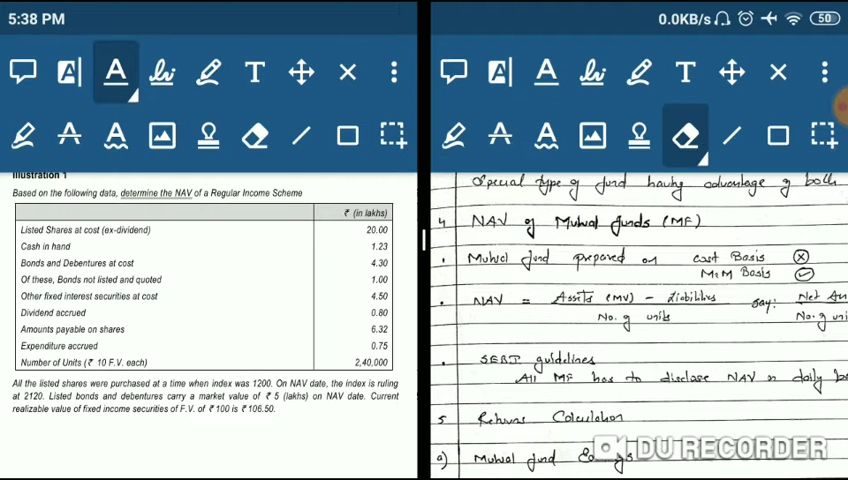 5:38 PM
0.0KB/s
50
Illustration 1
Based on the following data, determine the NAV of a Regular Income Scheme
₹ (in lakhs)
Listed Shares at cost (ex-dividend) 20.00
Cash in hand 1.23
Bonds and Debentures at cost 4.30
Of these, Bonds not listed and quoted 1.00
Other fixed interest securities at cost 4.50
Dividend accrued 0.80
Amounts payable on shares 6.32
Expenditure accrued 0.75
Number of Units (₹ 10 F.V. each) 2,40,000
All the listed shares were purchased at a time when index was 1200. On NAV date, the index is ruling
at 2120. Listed bonds and debentures carry a market value of ₹ 5 (lakhs) on NAV date. Current
realizable value of fixed income securities of F.V. of ₹ 100 is ₹ 106.50.
Special type of fund having advantage of both
4 NAV of Mutual funds (MF)
Mutual fund prepared on cost Basis
M2M Basis
NAV = Assets (MV) - Liabilities
No. of units
say: Net
No. of uni
SEBI guidelines
All MF has to disclose NAV on daily
5 Returns Calculation
a) Mutual fund
DU RECORDER